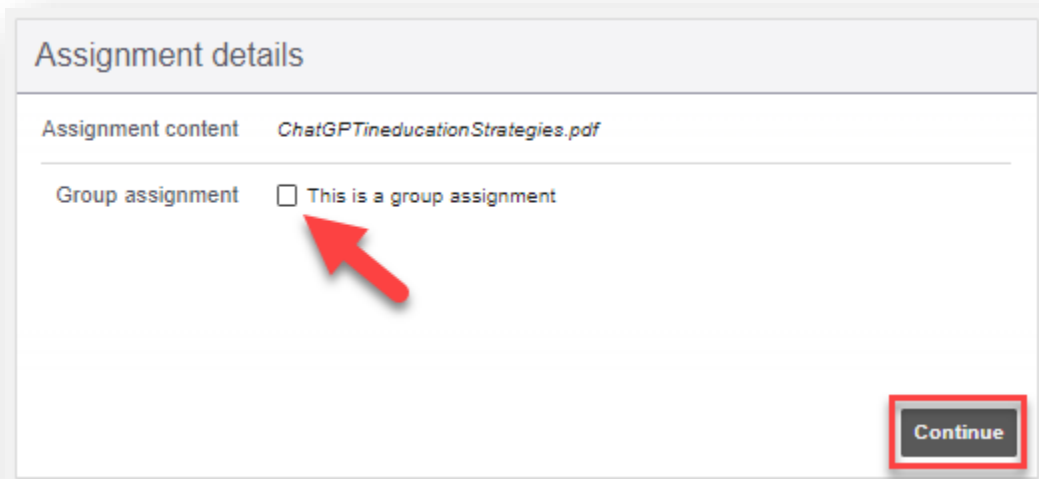 Assignment details
Assignment content ChatGPTineducationStrategies.pdf
Group assignment This is a group assignment
Continue